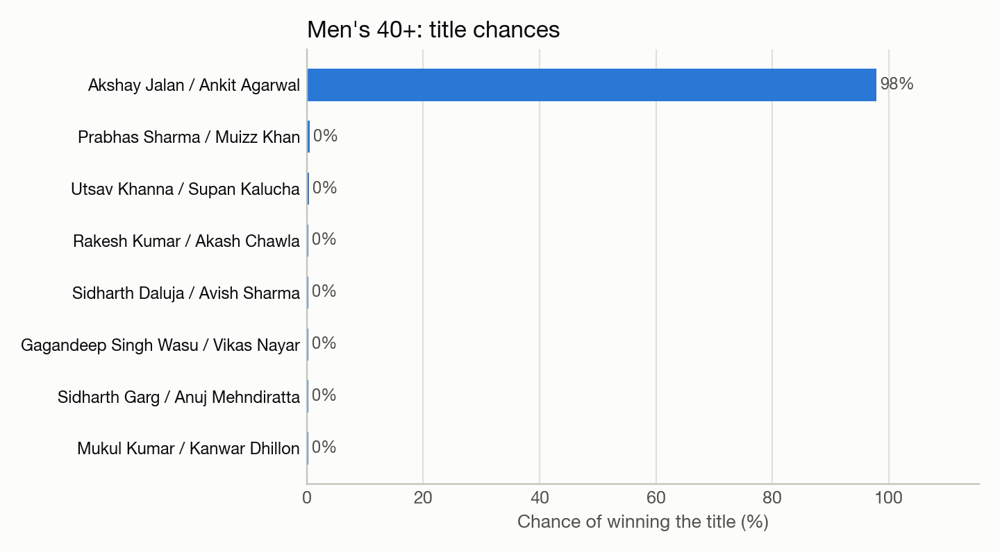 Men's 40+: title chances
Akshay Jalan / Ankit Agarwal 98%
Prabhas Sharma / Muizz Khan 0%
Utsav Khanna / Supan Kalucha 0%
Rakesh Kumar / Akash Chawla 0%
Sidharth Daluja / Avish Sharma 0%
Gagandeep Singh Wasu / Vikas Nayar 0%
Sidharth Garg / Anuj Mehndiratta 0%
Mukul Kumar / Kanwar Dhillon 0%
0 20 40 60 80 100
Chance of winning the title (%)